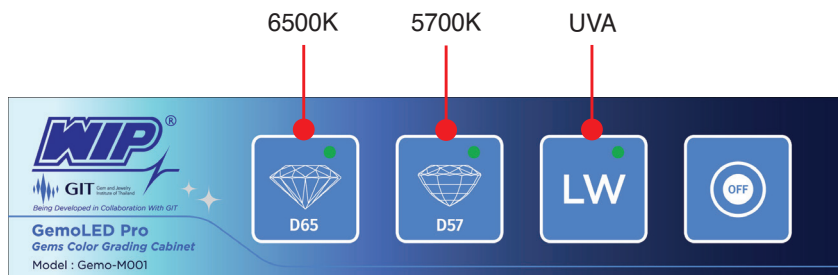 6500K 5700K UVA
WIP®
GIT Gem and Jewelry
Institute of Thailand
Being Developed in Collaboration With GIT
GemoLED Pro
Gems Color Grading Cabinet
Model : Gemo-M001
D65
D57
LW
OFF